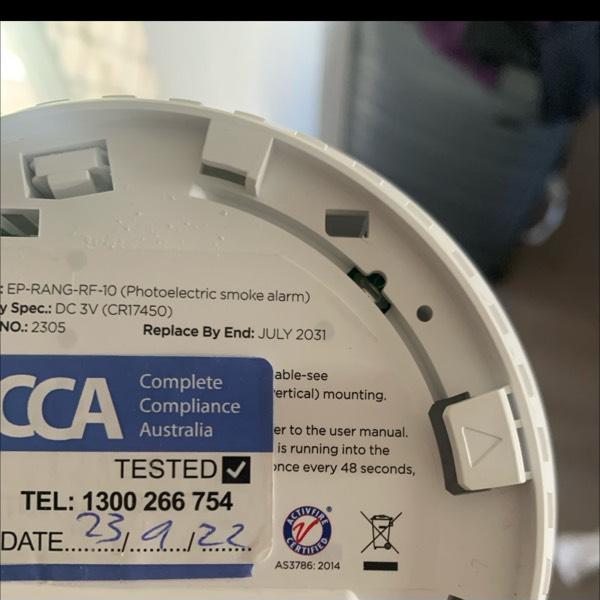 : EP-RANG-RF-10 (Photoelectric smoke alarm)
y Spec.: DC 3V (CR17450)
NO.: 2305 Replace By End: JULY 2031
able-see
vertical) mounting.
er to the user manual.
is running into the
once every 48 seconds,
CCA Complete
Compliance
Australia
TESTED
TEL: 1300 266 754
DATE 23/9/22
ACTIVFIRE®
CERTIFIED
AS3786: 2014